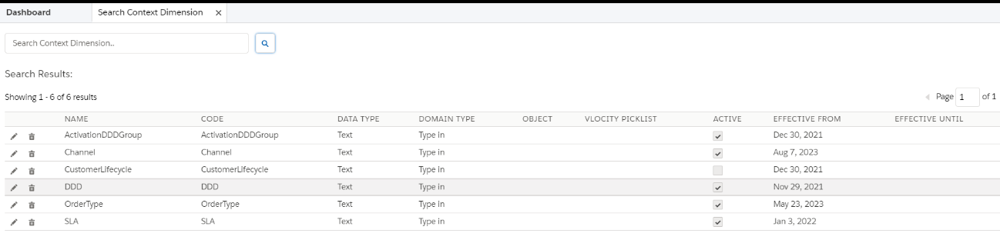 Dashboard Search Context Dimension ×
Search Context Dimension..
Search Results:
Showing 1 - 6 of 6 results Page 1 of 1
NAME CODE DATA TYPE DOMAIN TYPE OBJECT VLOCITY PICKLIST ACTIVE EFFECTIVE FROM EFFECTIVE UNTIL
ActivationDDDGroup ActivationDDDGroup Text Type in Dec 30, 2021
Channel Channel Text Type in Aug 7, 2023
CustomerLifecycle CustomerLifecycle Text Type in Dec 30, 2021
DDD DDD Text Type in Nov 29, 2021
OrderType OrderType Text Type in May 23, 2023
SLA SLA Text Type in Jan 3, 2022